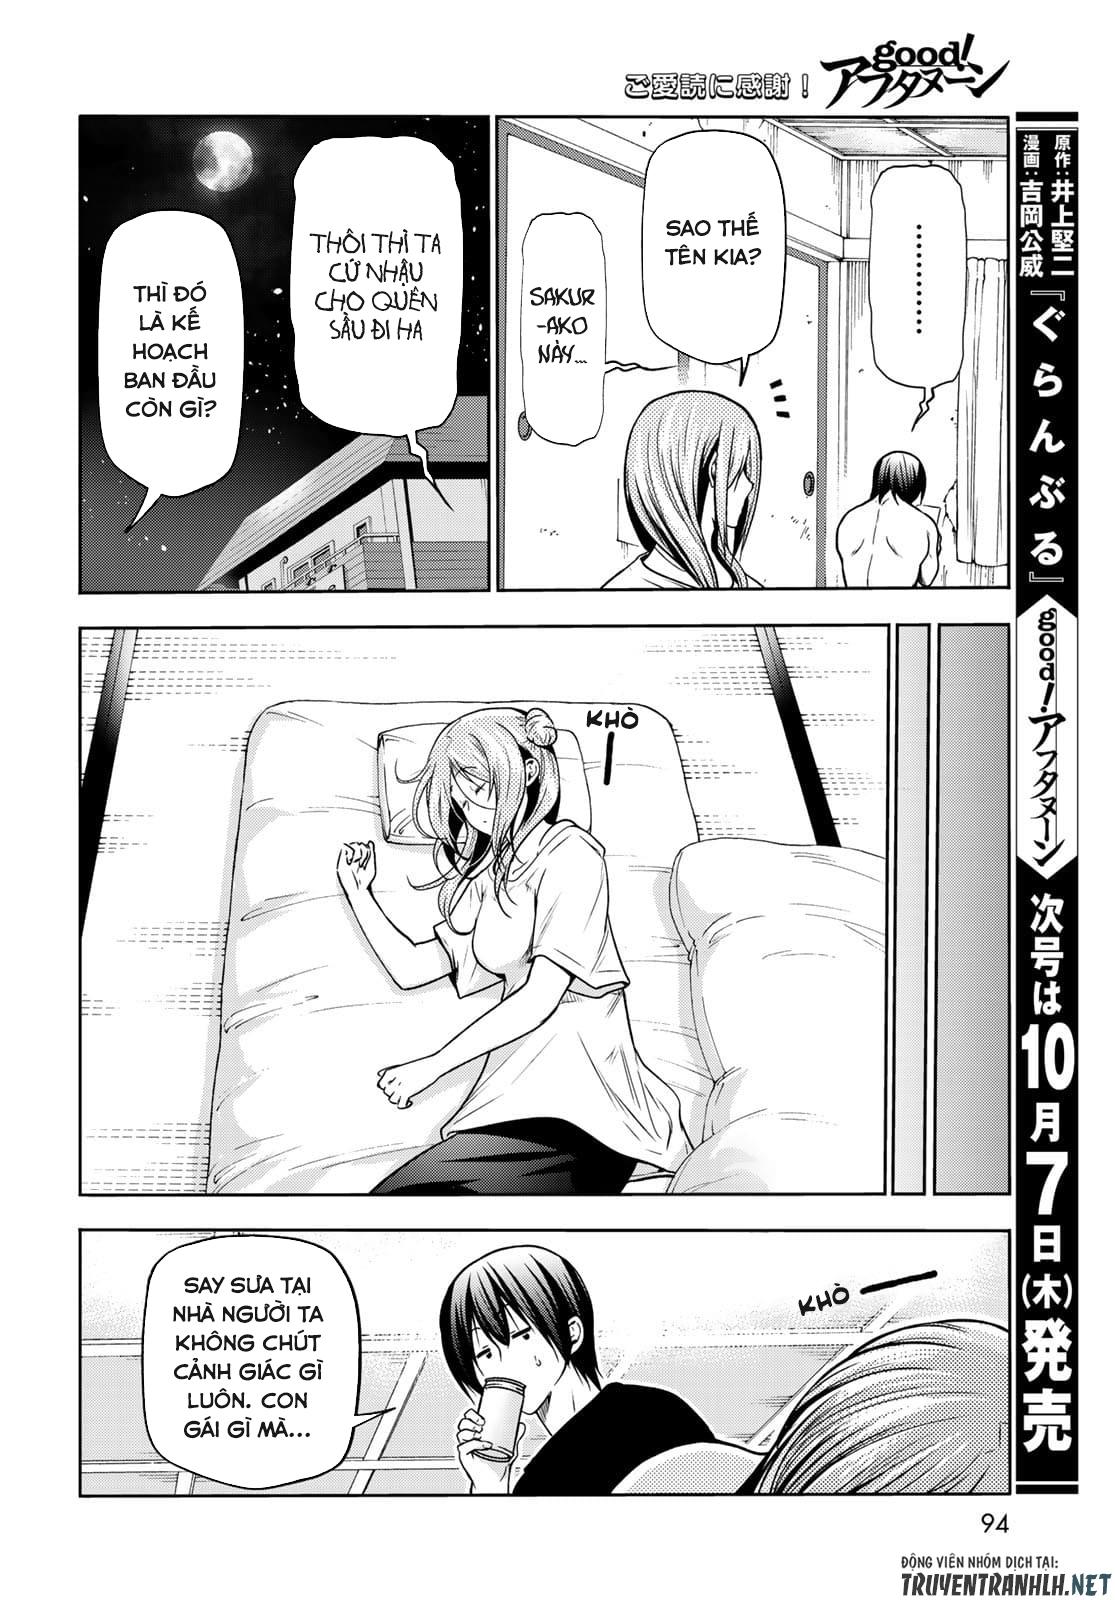 ご愛読に感謝！
good!
アフタヌーン
原作：井上堅二
漫画：吉岡公威
『ぐらんぶる』
good!アフタヌーン
次号は10月7日(木)発売
………
………
SAO THẾ
TÊN KIA?
SAKUR
-AKO
NÀY...
THÔI THÌ TA
CỨ NHẬU
CHO QUÊN
SẦU ĐI HA
THÌ ĐÓ
LÀ KẾ
HOẠCH
BAN ĐẦU
CÒN GÌ?
KHÒ
KHÒ
SAY SƯA TẠI
NHÀ NGƯỜI TA
KHÔNG CHÚT
CẢNH GIÁC GÌ
LUÔN. CON
GÁI GÌ MÀ...
94
ĐỘNG VIÊN NHÓM DỊCH TẠI:
TRUYENTRANHLH.NET